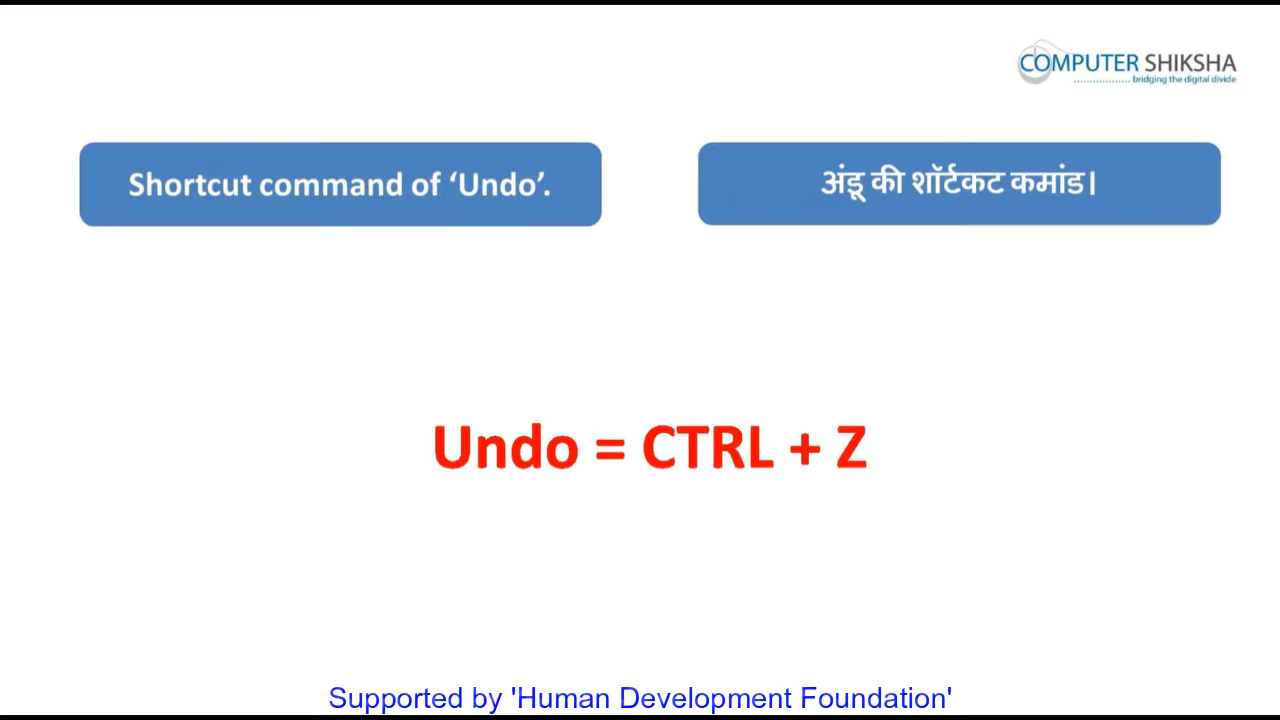 COMPUTER SHIKSHA
bridging the digital divide
Shortcut command of ‘Undo’.
अंडू की शॉर्टकट कमांड।
Undo = CTRL + Z
Supported by 'Human Development Foundation'